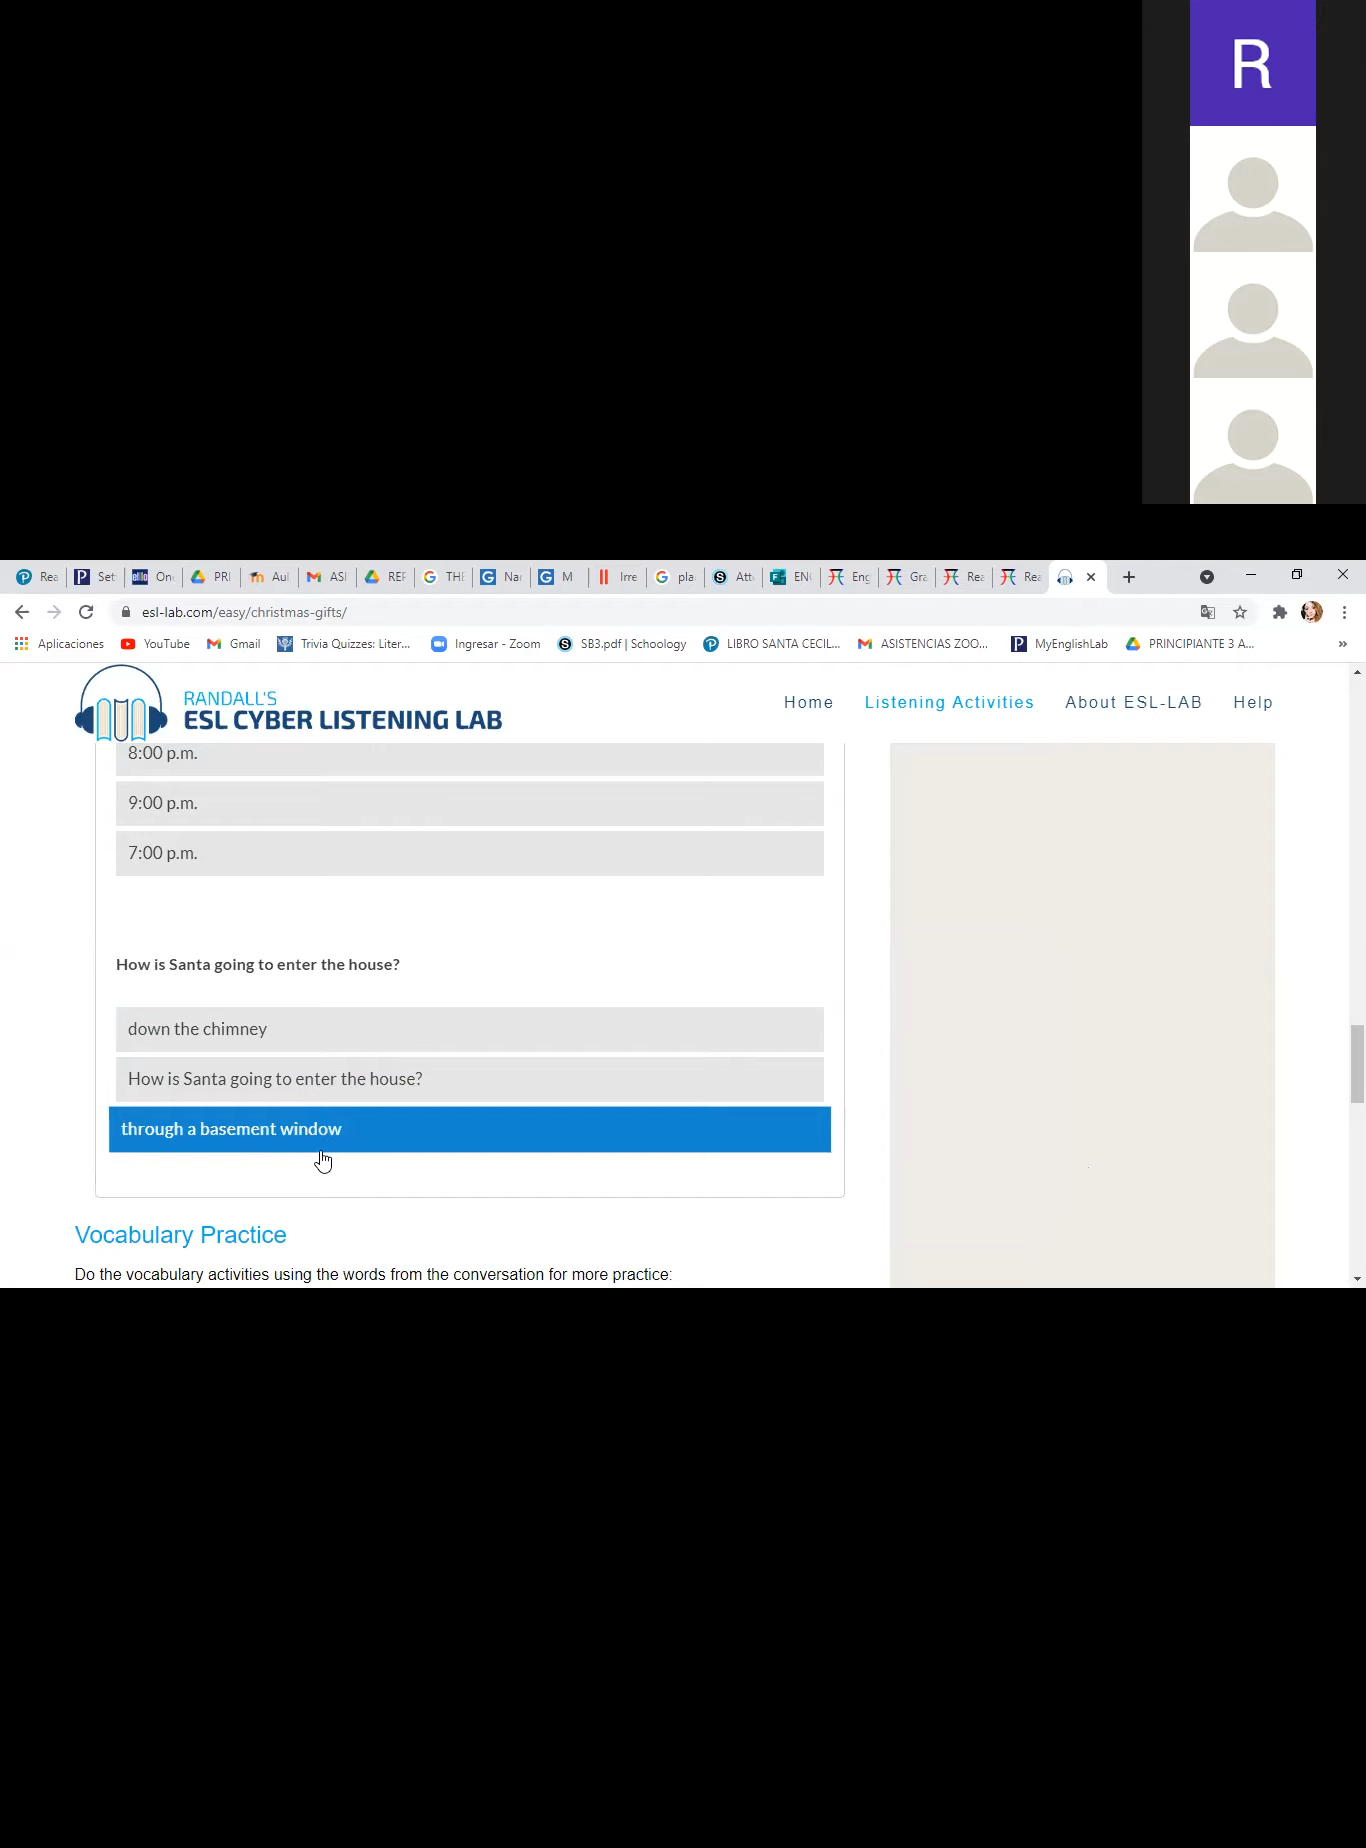 R
Rea
Set
ello
On
PRI
Aul
ASI
REF
THE
Nar
M
Irre
pla
Att
EN
Eng
Gra
Rea
Rea
esl-lab.com/easy/christmas-gifts/
Aplicaciones
YouTube
Gmail
Trivia Quizzes: Liter...
Ingresar - Zoom
SB3.pdf | Schoology
LIBRO SANTA CECIL...
ASISTENCIAS ZOO...
MyEnglishLab
PRINCIPIANTE 3 A...
»
RANDALL'S
ESL CYBER LISTENING LAB
Home
Listening Activities
About ESL-LAB
Help
8:00 p.m.
9:00 p.m.
7:00 p.m.
How is Santa going to enter the house?
down the chimney
How is Santa going to enter the house?
through a basement window
Vocabulary Practice
Do the vocabulary activities using the words from the conversation for more practice: